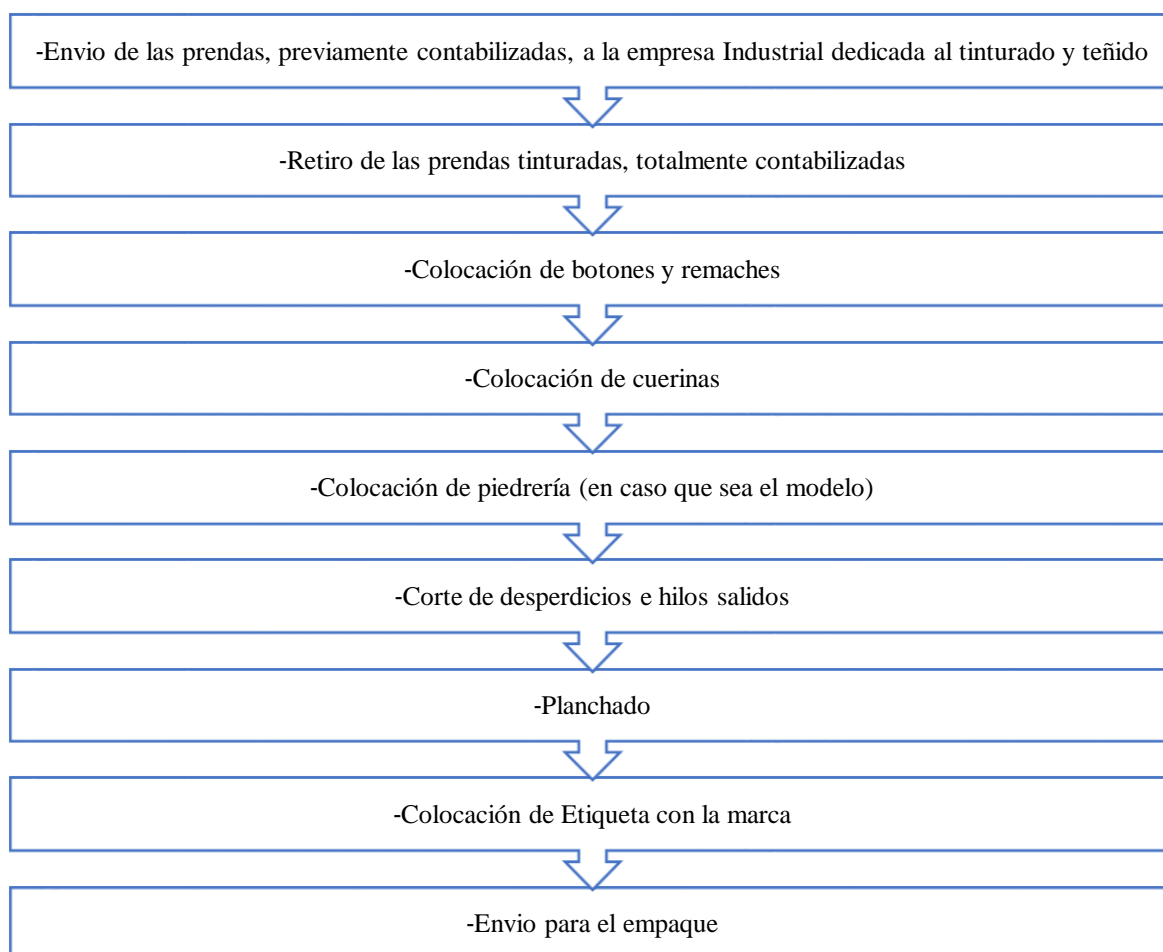 -Envio de las prendas, previamente contabilizadas, a la empresa Industrial dedicada al tinturado y teñido
-Retiro de las prendas tinturadas, totalmente contabilizadas
-Colocación de botones y remaches
-Colocación de cuerinas
-Colocación de piedrería (en caso que sea el modelo)
-Corte de desperdicios e hilos salidos
-Planchado
-Colocación de Etiqueta con la marca
-Envio para el empaque